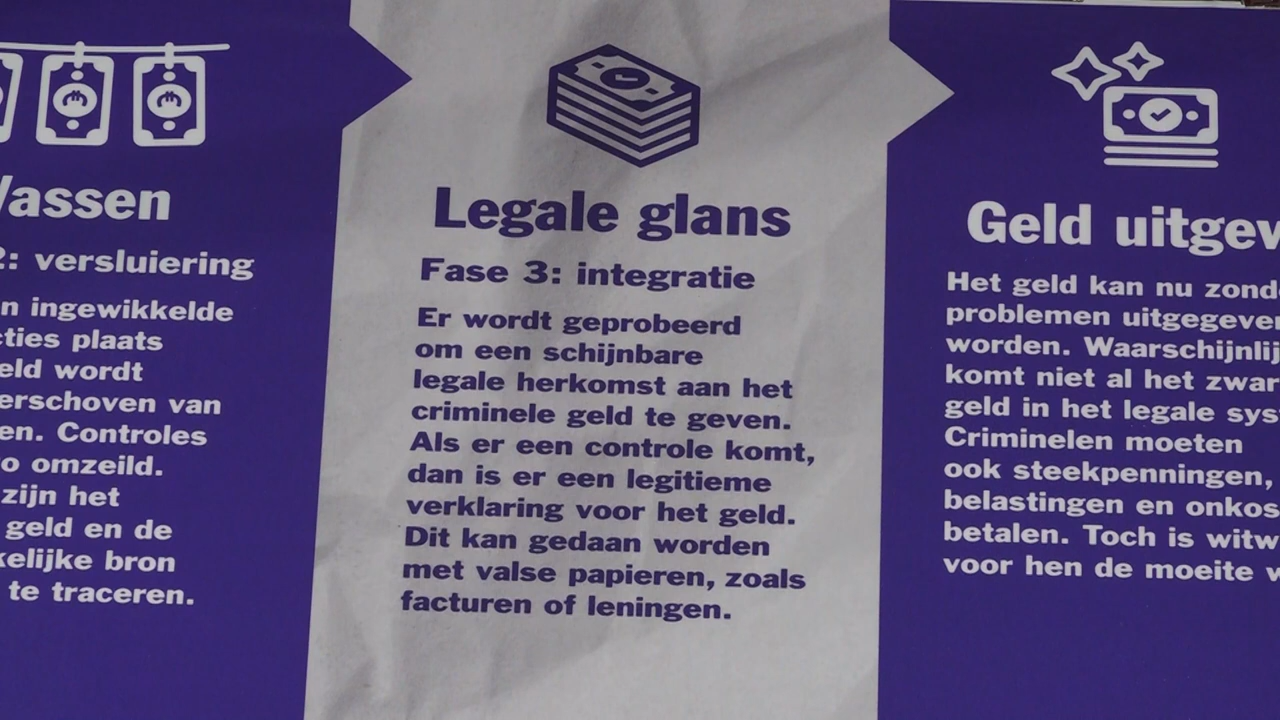 assen
2: versluiering
n ingewikkelde
cties plaats
eld wordt
erschoven van
en. Controles
o omzeild.
zijn het
geld en de
kelijke bron
te traceren.
Legale glans
Fase 3: integratie
Er wordt geprobeerd
om een schijnbare
legale herkomst aan het
criminele geld te geven.
Als er een controle komt,
dan is er een legitieme
verklaring voor het geld.
Dit kan gedaan worden
met valse papieren, zoals
facturen of leningen.
Geld uitgev
Het geld kan nu zonde
problemen uitgegeven
worden. Waarschijnlij
komt niet al het zwar
geld in het legale sys
Criminelen moeten
ook steekpenningen,
belastingen en onkos
betalen. Toch is witw
voor hen de moeite w